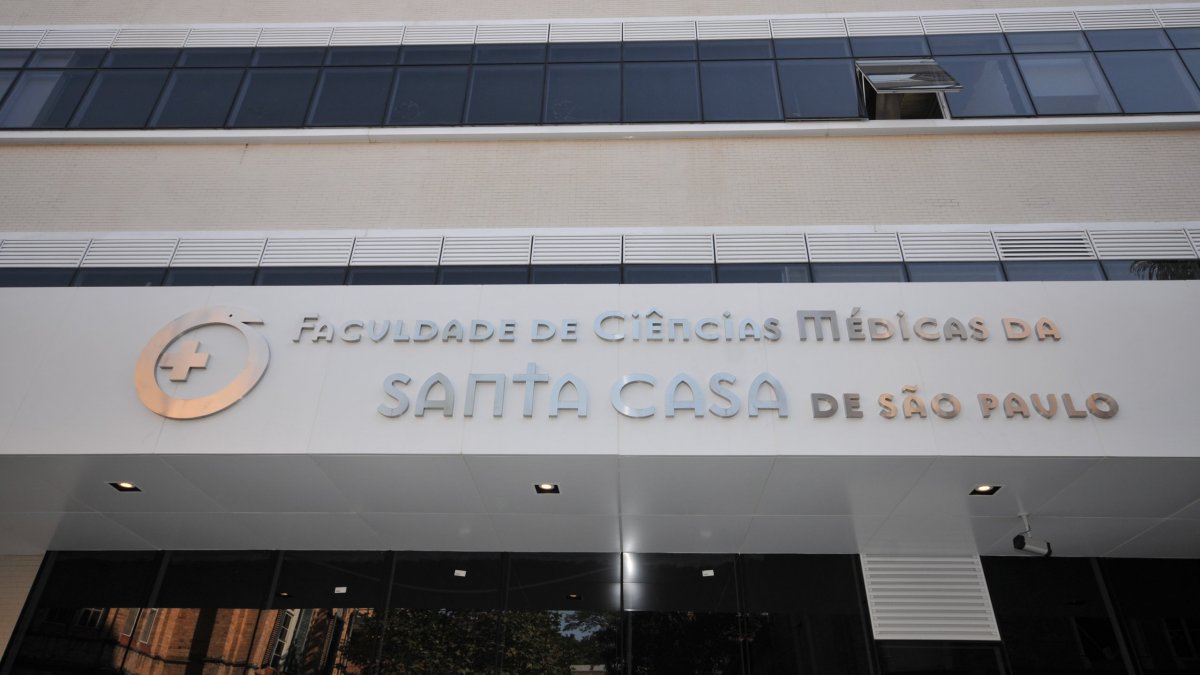 Faculdade de Ciências Médicas da
SANTA CASA DE SÃO PAULO